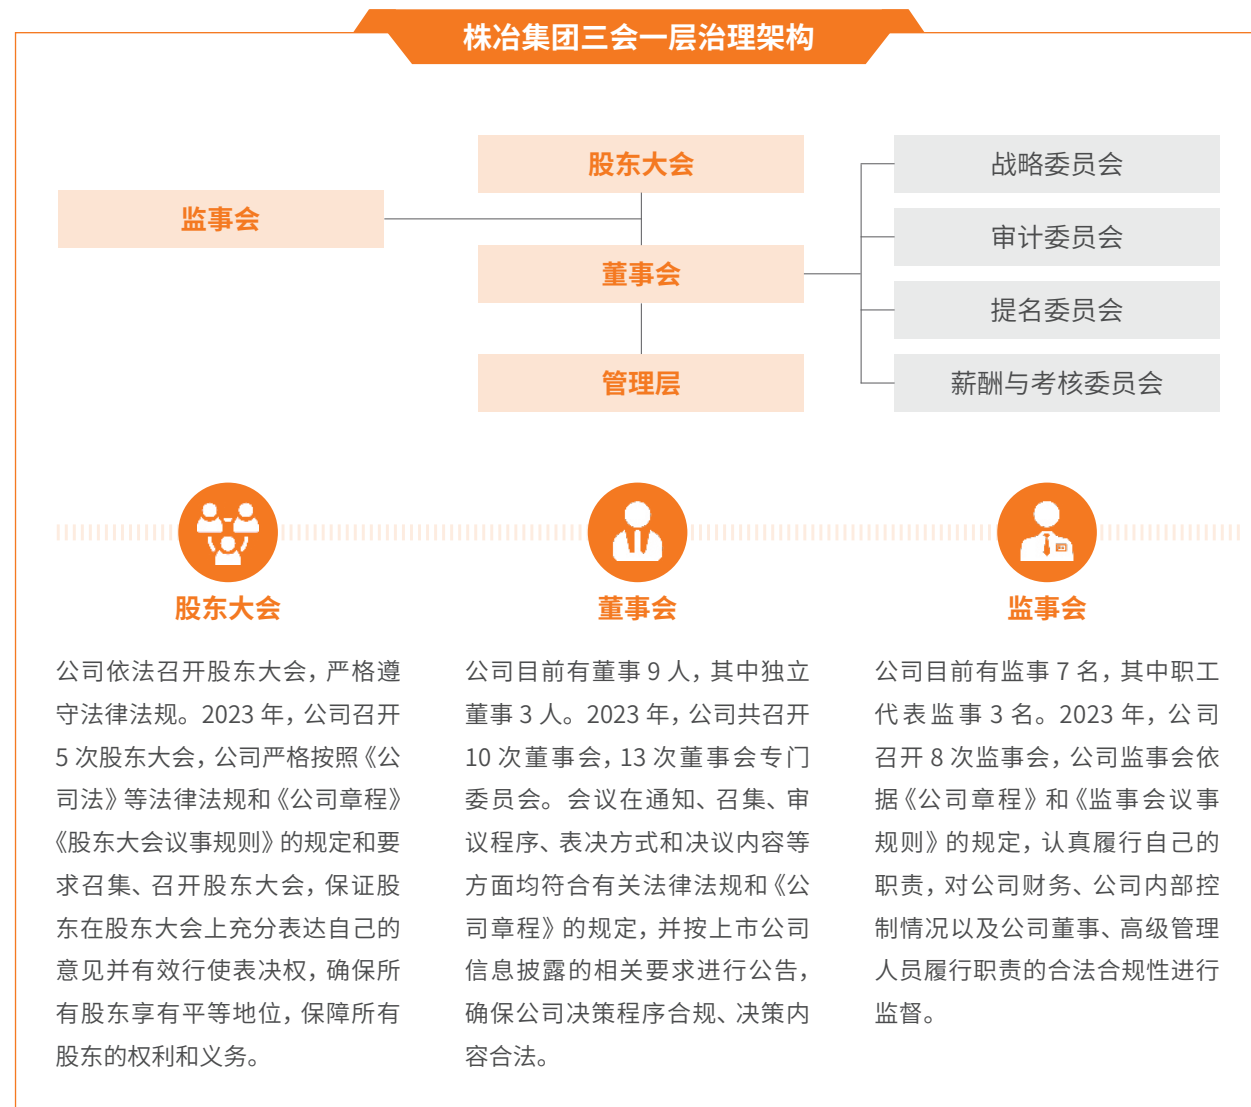 株冶集团三会一层治理架构
股东大会
监事会
董事会
管理层
战略委员会
审计委员会
提名委员会
薪酬与考核委员会
股东大会
公司依法召开股东大会，严格遵
守法律法规。2023 年，公司召开
5 次股东大会，公司严格按照《公
司法》等法律法规和《公司章程》
《股东大会议事规则》的规定和要
求召集、召开股东大会，保证股
东在股东大会上充分表达自己的
意见并有效行使表决权，确保所
有股东享有平等地位，保障所有
股东的权利和义务。
董事会
公司目前有董事 9 人，其中独立
董事 3 人。2023 年，公司共召开
10 次董事会，13 次董事会专门
委员会。会议在通知、召集、审
议程序、表决方式和决议内容等
方面均符合有关法律法规和《公
司章程》的规定，并按上市公司
信息披露的相关要求进行公告，
确保公司决策程序合规、决策内
容合法。
监事会
公司目前有监事 7 名，其中职工
代表监事 3 名。2023 年，公司
召开 8 次监事会，公司监事会依
据《公司章程》和《监事会议事
规则》的规定，认真履行自己的
职责，对公司财务、公司内部控
制情况以及公司董事、高级管理
人员履行职责的合法合规性进行
监督。